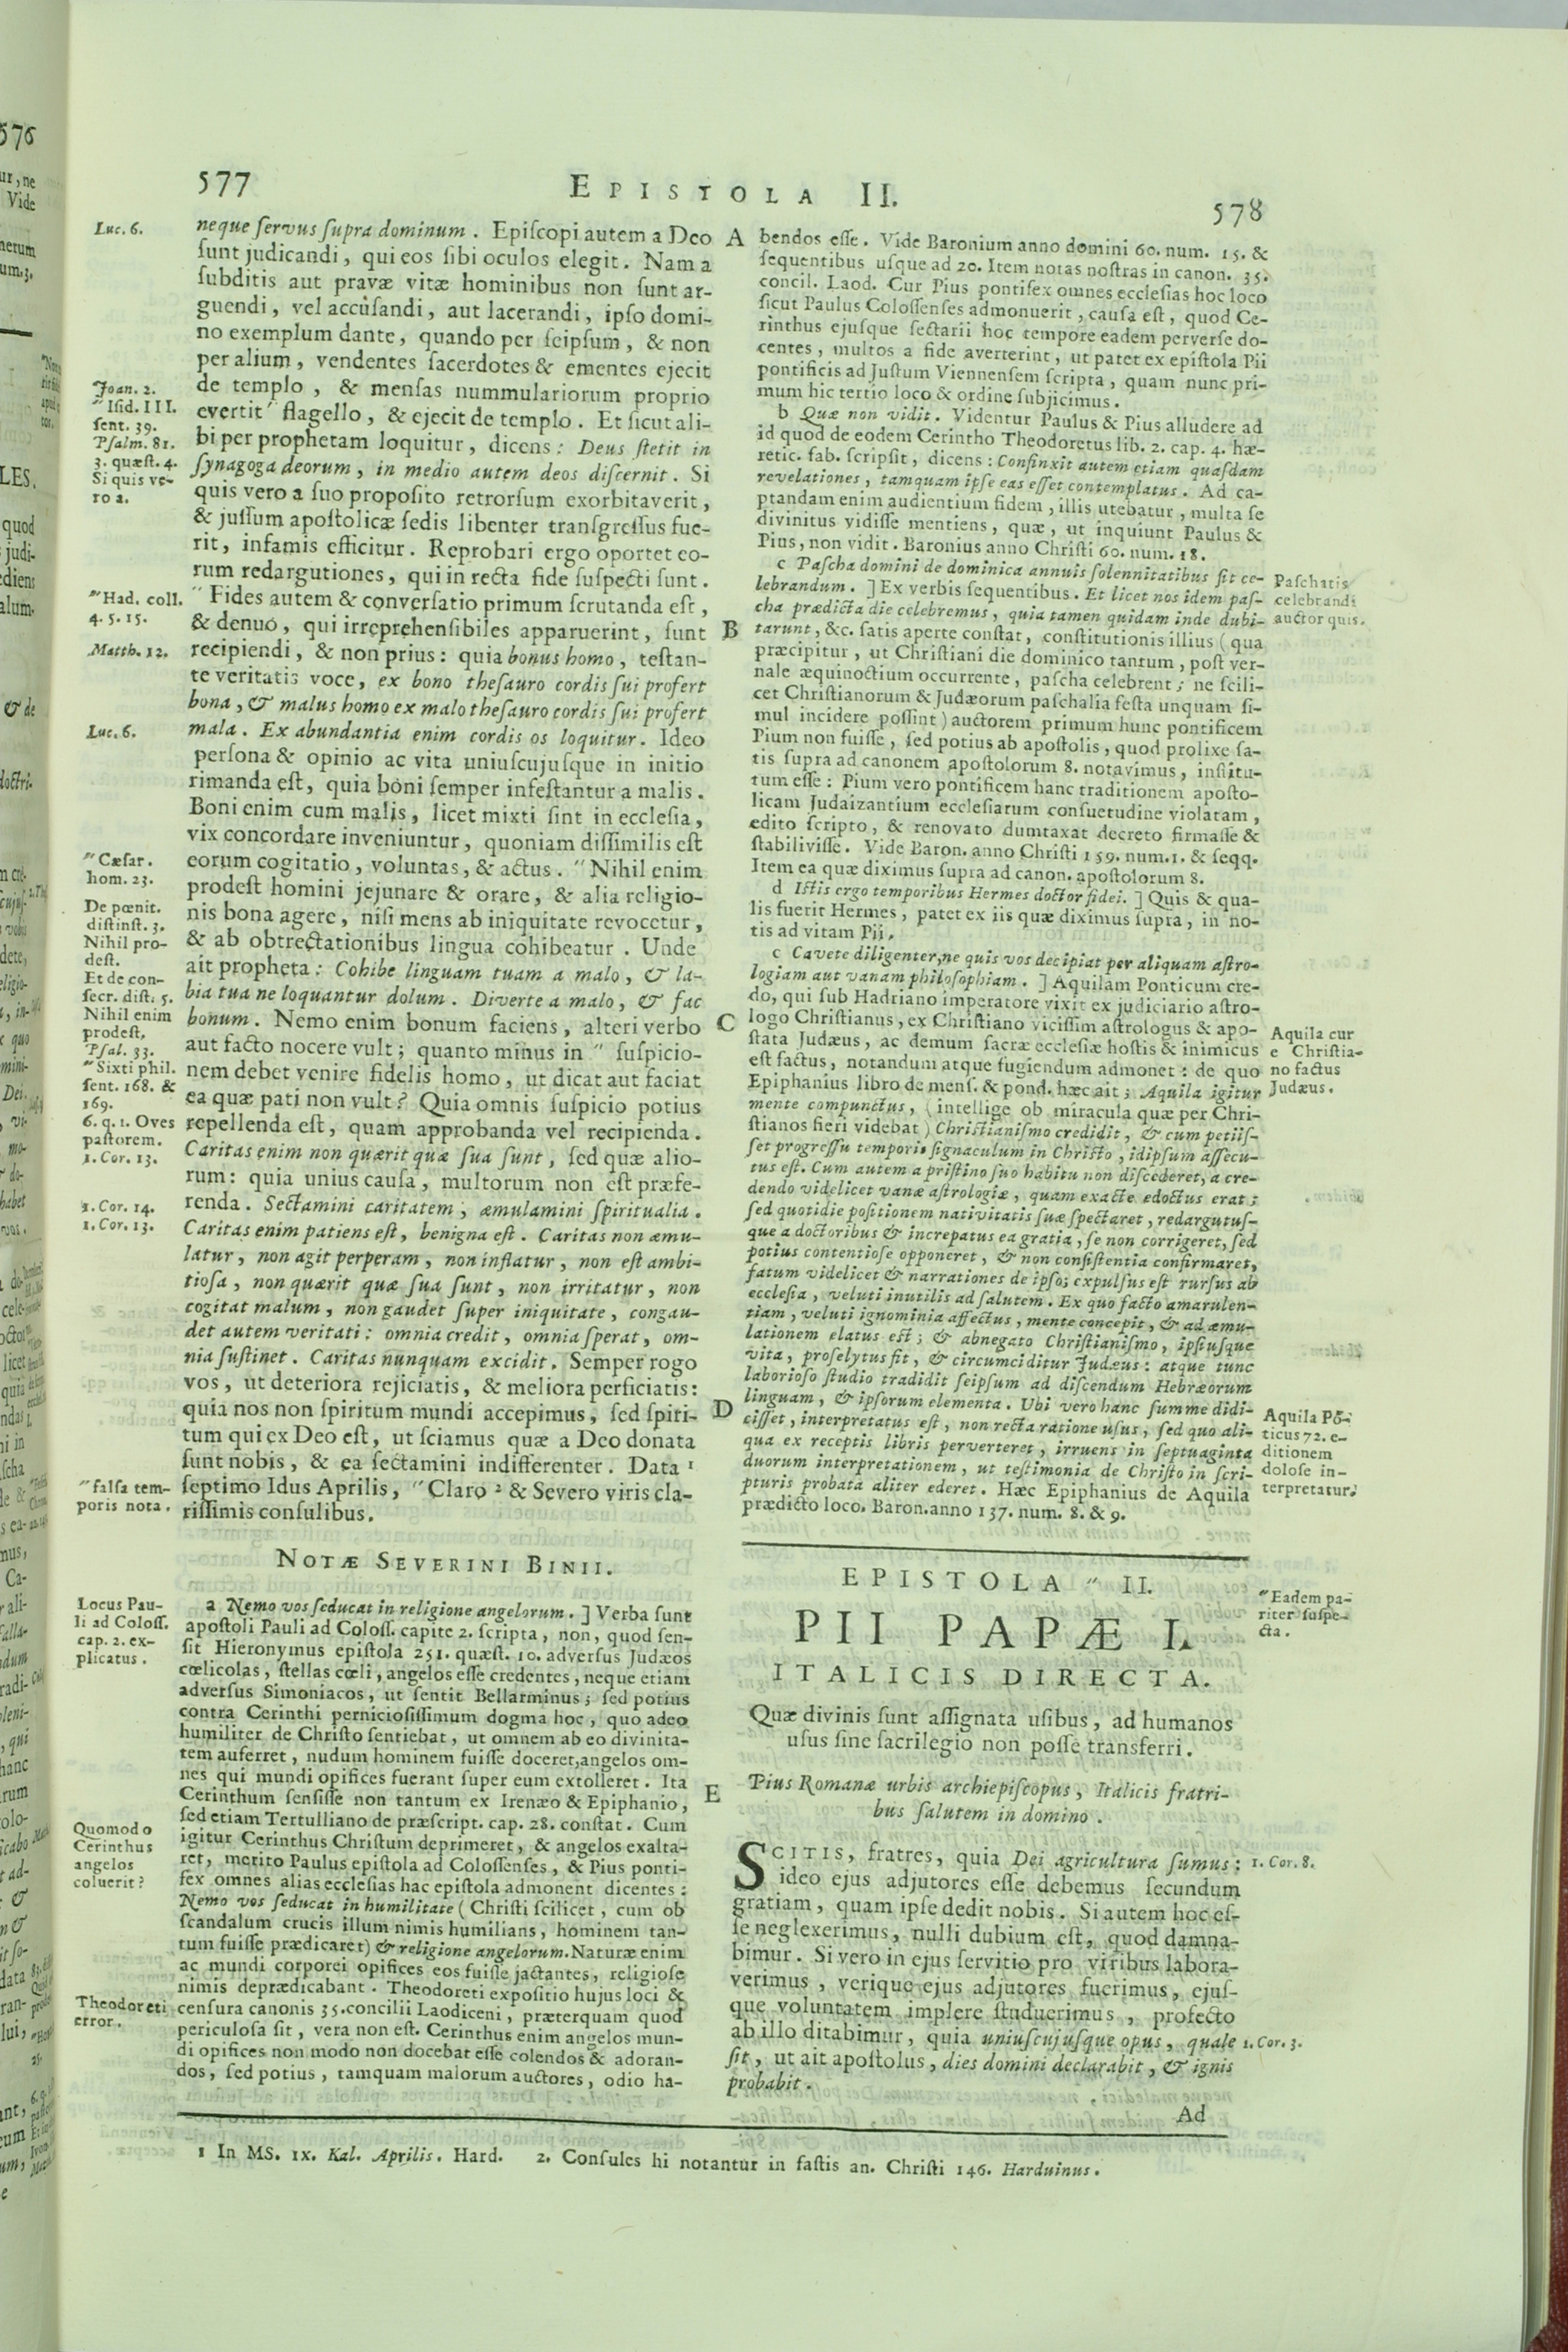 577
EPISTOLA II.
578
Luc. 6.
neque ſervus ſupra dominum. Epiſcopi autem a Deo
ſunt judicandi, qui eos ſibi oculos elegit. Nam a
ſubditis aut pravæ vitæ hominibus non ſunt ar-
guendi, vel accuſandi, aut lacerandi, ipſo domi-
no exemplum dante, quando per ſeipſum, & non
per alium, vendentes ſacerdotes & ementes ejecit
de templo, & menſas nummulariorum proprio
evertit " flagello, & ejecit de templo. Et ſicut ali-
bi per prophetam loquitur, dicens: Deus ſtetit in
ſynagoga deorum, in medio autem deos diſcernit. Si
quis vero a ſuo propoſito retrorſum exorbitaverit,
& juſſum apoſtolicæ ſedis libenter tranſgreſſus fue-
rit, infamis efficitur. Reprobari ergo oportet eo-
rum redargutiones, qui in recta fide ſuſpecti ſunt.
" Fides autem & converſatio primum ſcrutanda eſt,
& denuo, qui irreprehenſibiles apparuerint, ſunt
recipiendi, & non prius: quia bonus homo, teſtan-
te veritatis voce, ex bono theſauro cordis ſui profert
bona, & malus homo ex malo theſauro cordis ſui profert
mala. Ex abundantia enim cordis os loquitur. Ideo
perſona & opinio ac vita uniuſcujuſque in initio
rimanda eſt, quia boni ſemper infeſtantur a malis.
Boni enim cum malis, licet mixti ſint in eccleſia,
vix concordare inveniuntur, quoniam diſſimilis eſt
eorum cogitatio, voluntas, & actus. " Nihil enim
prodeſt homini jejunare & orare, & alia religio-
nis bona agere, niſi mens ab iniquitate revocetur,
& ab obtrectationibus lingua cohibeatur. Unde
ait propheta: Cohibe linguam tuam a malo, & la-
bia tua ne loquantur dolum. Diverte a malo, & fac
bonum. Nemo enim bonum faciens, alteri verbo
aut facto nocere vult; quanto minus in " ſuſpicio-
nem debet venire fidelis homo, ut dicat aut faciat
ea quæ pati non vult? Quia omnis ſuſpicio potius
repellenda eſt, quam approbanda vel recipienda.
Caritas enim non quærit quæ ſua ſunt, ſed quæ alio-
rum: quia unius cauſa, multorum non eſt præfe-
renda. Sectamini caritatem, æmulamini ſpiritualia.
Caritas enim patiens eſt, benigna eſt. Caritas non æmu-
latur, non agit perperam, non inflatur, non eſt ambi-
tioſa, non quærit quæ ſua ſunt, non irritatur, non
cogitat malum, non gaudet ſuper iniquitate, congau-
det autem veritati: omnia credit, omnia ſperat, om-
nia ſuſtinet. Caritas nunquam excidit. Semper rogo
vos, ut deteriora rejiciatis, & meliora perficiatis:
quia nos non ſpiritum mundi accepimus, ſed ſpiri-
tum qui ex Deo eſt, ut ſciamus quæ a Deo donata
ſunt nobis, & ea ſectamini indifferenter. Data 1
ſeptimo Idus Aprilis, " Claro 2 & Severo viris cla-
riſſimis conſulibus.
Joan. 2.
" Iſid. III.
ſent. 39.
Pſalm. 81.
3. quæſt. 4.
Si quis ve-
ro a.
" Had. coll.
4. 5. 15.
Matth. 12.
Luc. 6.
" Cæſar.
hom. 23.
De pœnit.
diſtinſt. 3.
Nihil pro-
deſt.
Et de con-
ſecr. diſt. 5.
Nihil enim
prodeſt.
Pſal. 33.
" Sixti phil.
ſent. 168. &
169.
6. q. 1. Oves
paſtorem.
1. Cor. 13.
1. Cor. 14.
1. Cor. 13.
" falſa tem-
poris nota.
NOTÆ SEVERINI BINII.
a Nemo vos ſeducat in religione angelorum. ] Verba ſunt
apoſtoli Pauli ad Coloſſ. capite 2. ſcripta, non, quod ſen-
ſit Hieronymus epiſtola 251. quæſt. 10. adverſus Judæos
cœlicolas, ſtellas cœli, angelos eſſe credentes, neque etiam
adverſus Simoniacos, ut ſentit Bellarminus; ſed potius
contra Cerinthi pernicioſiſſimum dogma hoc, quo adeo
humiliter de Chriſto ſentiebat, ut omnem ab eo divinita-
tem auferret, nudum hominem fuiſſe doceret, angelos om-
nes qui mundi opifices fuerant ſuper eum extolleret. Ita
Cerinthum ſenſiſſe non tantum ex Irenæo & Epiphanio,
ſed etiam Tertulliano de præſcript. cap. 28. conſtat. Cum
igitur Cerinthus Chriſtum deprimeret, & angelos exalta-
ret, merito Paulus epiſtola ad Coloſſenſes, & Pius ponti-
fex omnes alias eccleſias hac epiſtola admonent dicentes:
Nemo vos ſeducat in humilitate (Chriſti ſcilicet, cum ob
ſcandalum crucis illum nimis humilians, hominem tan-
tum fuiſſe prædicaret) & religione angelorum. Naturæ enim
ac mundi corporei opifices eos fuiſſe jactantes, religioſe
nimis deprædicabant. Theodoreti expoſitio hujus loci &
cenſura canonis 35. concilii Laodiceni, præterquam quod
periculoſa ſit, vera non eſt. Cerinthus enim angelos mun-
di opifices non modo non docebat eſſe colendos & adoran-
dos, ſed potius, tamquam malorum auctores, odio ha-
Locus Pau-
li ad Coloſſ.
cap. 2. ex-
plicatus.
Quomodo
Cerinthus
angelos
coluerit?
Theodoreti
error.
A
B
C
D
E
bendos eſſe. Vide Baronium anno domini 60. num. 15. &
ſequentibus uſque ad 20. Item notas noſtras in canon. 35.
concil. Laod. Cur Pius pontifex omnes eccleſias hoc loco
ſicut Paulus Coloſſenſes admonuerit, cauſa eſt, quod Ce-
rinthus ejuſque ſectarii hoc tempore eadem perverſe do-
centes, multos a fide averterint, ut patet ex epiſtola Pii
pontificis ad Juſtum Viennenſem ſcripta, quam nunc pri-
mum hic tertio loco & ordine ſubjicimus.
b Quæ non vidit. Videntur Paulus & Pius alludere ad
id quod de eodem Cerintho Theodoretus lib. 2. cap. 4. hæ-
retic. fab. ſcripſit, dicens: Confinxit autem etiam quaſdam
revelationes, tamquam ipſe eas eſſet contemplatus. Ad ca-
ptandam enim audientium fidem, illis utebatur, multa ſe
divinitus vidiſſe mentiens, quæ, ut inquiunt Paulus &
Pius, non vidit. Baronius anno Chriſti 60. num. 18.
c Paſcha domini de dominica annuis ſolennitatibus ſit ce-
lebrandum. ] Ex verbis ſequentibus. Et licet nos idem paſ-
cha prædicta die celebremus, quia tamen quidam inde dubi-
tarunt, &c. ſatis aperte conſtat, conſtitutionis illius (qua
præcipitur, ut Chriſtiani die dominico tantum, poſt ver-
nale æquinoctium occurrente, paſcha celebrent; ne ſcili-
cet Chriſtianorum & Judæorum paſchalia feſta unquam ſi-
mul incidere poſſint) auctorem primum hunc pontificem
Pium non fuiſſe, ſed potius ab apoſtolis, quod prolixe ſa-
tis ſupra ad canonem apoſtolorum 8. notavimus, inſtitu-
tum eſſe: Pium vero pontificem hanc traditionem apoſto-
licam Judaizantium eccleſiarum conſuetudine violatam,
edito ſcripto, & renovato dumtaxat decreto firmaſſe &
ſtabiliviſſe. Vide Baron. anno Chriſti 159. num. 1. & ſeqq.
Item ea quæ diximus ſupra ad canon. apoſtolorum 8.
d Iſtis ergo temporibus Hermes doctor fidei. ] Quis & qua-
lis fuerit Hermes, patet ex iis quæ diximus ſupra, in no-
tis ad vitam Pii.
e Cavete diligenter, ne quis vos decipiat per aliquam aſtro-
logiam aut vanam philoſophiam. ] Aquilam Ponticum cre-
do, qui ſub Hadriano imperatore vixit ex judiciario aſtro-
logo Chriſtianus, ex Chriſtiano viciſſim aſtrologus & apo-
ſtata Judæus, ac demum ſacræ eccleſiæ hoſtis & inimicus
eſt factus, notandum atque fugiendum admonet: de quo
Epiphanius libro de menſ. & pond. hæc ait; Aquila igitur
mente compunctus, (intellige ob miracula quæ per Chri-
ſtianos fieri videbat) Chriſtianiſmo credidit, & cum petiiſ-
ſet progreſſu temporis ſignaculum in Chriſto, idipſum aſſecu-
tus eſt. Cum autem a priſtino ſuo habitu non diſcederet, a cre-
dendo videlicet vanæ aſtrologiæ, quam exacte edoctus erat;
ſed quotidie poſitionem nativitatis ſuæ ſpectaret, redargutuſ-
que a doctoribus & increpatus ea gratia, ſe non corrigeret, ſed
potius contentioſe opponeret, & non conſiſtentia confirmaret,
fatum videlicet & narrationes de ipſo; expulſus eſt rurſus ab
eccleſia, veluti inutilis ad ſalutem. Ex quo facto amarulen-
tiam, veluti ignominia affectus, mente concepit, & ad æmu-
lationem elatus eſt; & abnegato Chriſtianiſmo, ipſiuſque
vita, proſelytus fit, & circumciditur Judæus: atque tunc
laborioſo ſtudio tradidit ſeipſum ad diſcendum Hebræorum
linguam, & ipſorum elementa. Ubi vero hanc ſumme didi-
ciſſet, interpretatus eſt, non recta ratione uſus, ſed quo ali-
qua ex receptis libris perverteret, irruens in ſeptuaginta
duorum interpretationem, ut teſtimonia de Chriſto in ſcri-
pturis probata aliter ederet. Hæc Epiphanius de Aquila
prædicto loco. Baron. anno 137. num. 8. & 9.
Paſchatis
celebrandi
auctor quis.
Aquila cur
e Chriſtia-
no factus
Judæus.
Aquila Pō-
ticus 72. e-
ditionem
doloſe in-
terpretatur.
EPISTOLA " II.
PII PAPÆ I.
ITALICIS DIRECTA.
" Eadem pa-
riter ſuſpe-
cta.
Quæ divinis ſunt aſſignata uſibus, ad humanos
uſus ſine ſacrilegio non poſſe transferri.
Pius Romanæ urbis archiepiſcopus, Italicis fratri-
bus ſalutem in domino.
SCITIS, fratres, quia Dei agricultura ſumus:
ideo ejus adjutores eſſe debemus ſecundum
gratiam, quam ipſe dedit nobis. Si autem hoc eſ-
ſe neglexerimus, nulli dubium eſt, quod damna-
bimur. Si vero in ejus ſervitio pro viribus labora-
verimus, verique ejus adjutores fuerimus, ejuſ-
que voluntatem implere ſtuduerimus, profecto
ab illo ditabimur, quia uniuſcujuſque opus, quale
ſit, ut ait apoſtolus, dies domini declarabit, & ignis
probabit.
1. Cor. 8.
1. Cor. 3.
Ad
1 In MS. IX. Kal. Aprilis. Hard. 2. Conſules hi notantur in faſtis an. Chriſti 146. Harduinus.